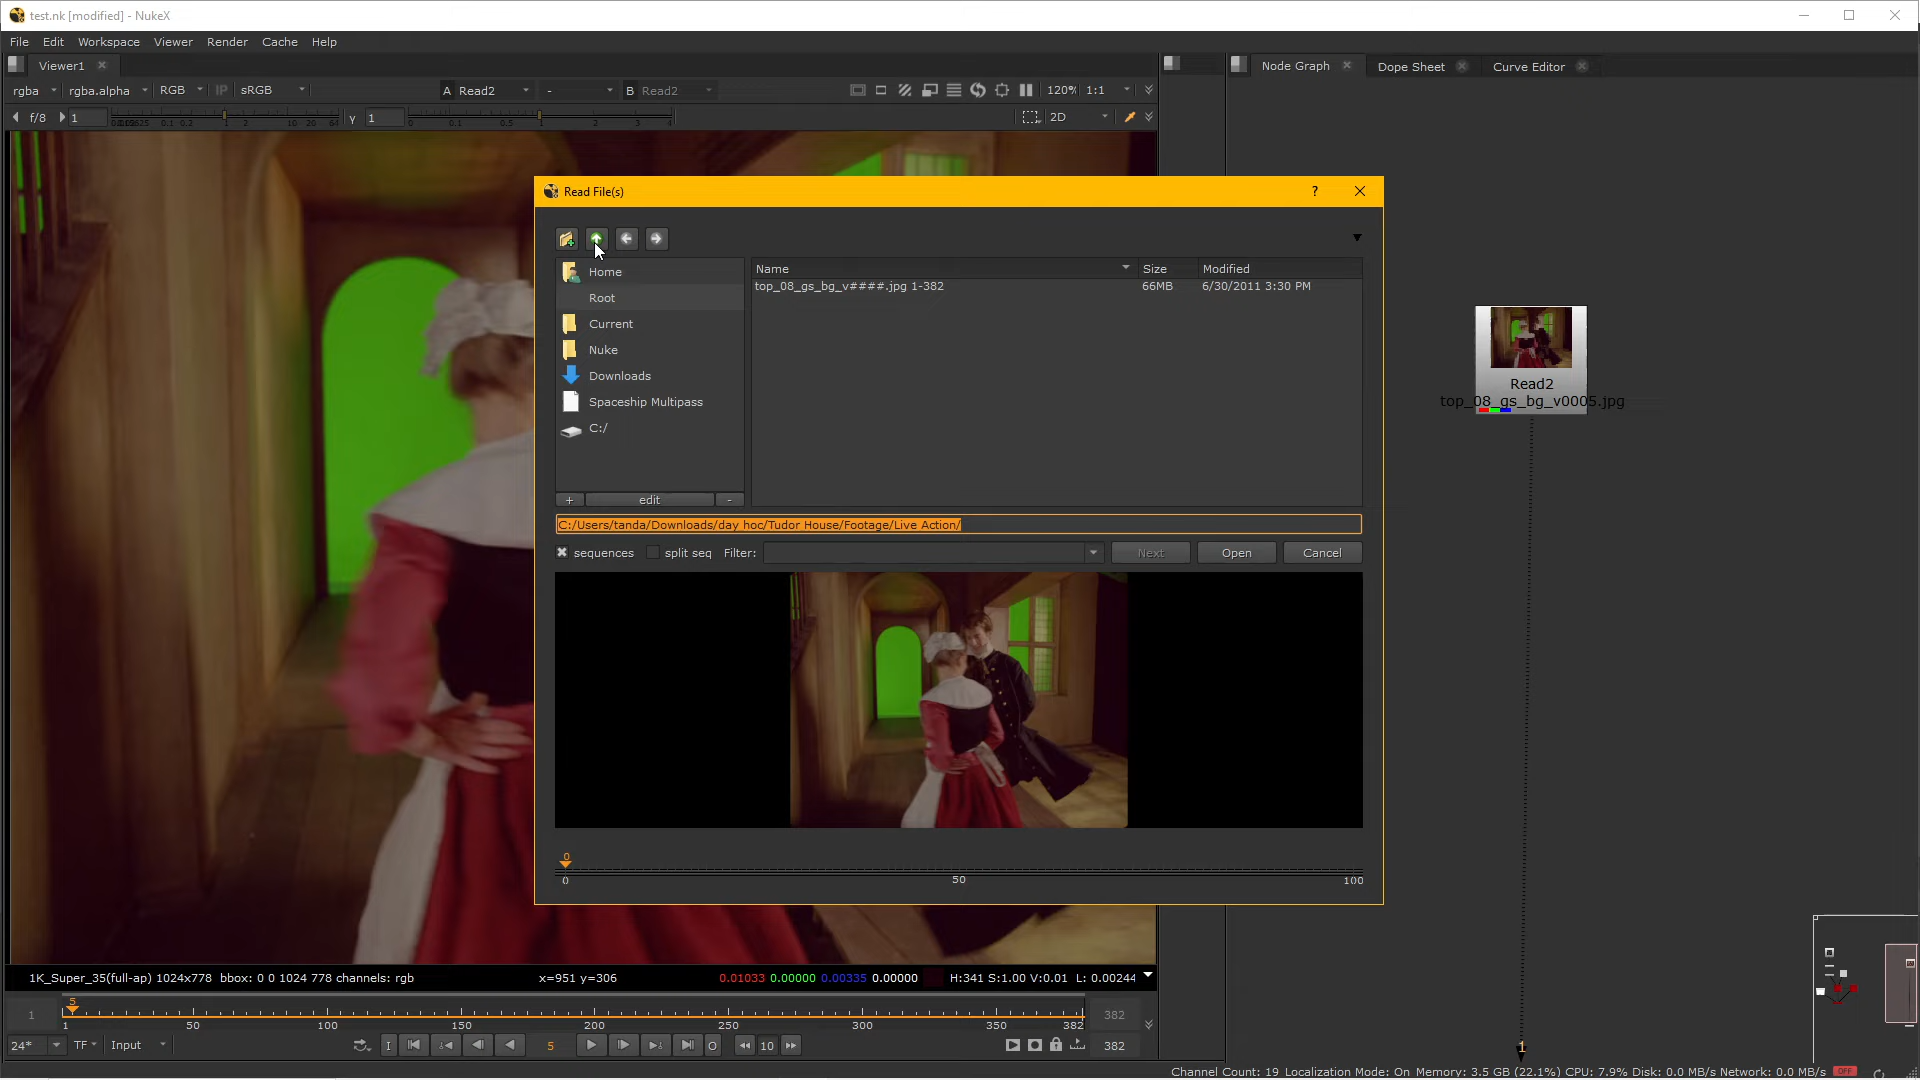 test.nk [modified] - NukeX
File Edit Workspace Viewer Render Cache Help
Viewer1
Node Graph Dope Sheet Curve Editor
rgba rgba.alpha RGB IP sRGB A Read2 - B Read2 120% 1:1
f/8 1 Y 1 2D
Read File(s) ?
Home
Root
Current
Nuke
Downloads
Spaceship Multipass
C:/
+ edit -
Name Size Modified
top_08_gs_bg_v####.jpg 1-382 66MB 6/30/2011 3:30 PM
C:/Users/tanda/Downloads/day hoc/Tudor House/Footage/Live Action/
sequences split seq Filter: Next Open Cancel
0
0 50 100
Read2
top_08_gs_bg_v0005.jpg
1
1K_Super_35(full-ap) 1024x778 bbox: 0 0 1024 778 channels: rgb x=951 y=306 0.01033 0.00000 0.00335 0.00000 H:341 S:1.00 V:0.01 L: 0.00244
5
1 1 50 100 150 200 250 300 350 382 382
24* TF Input I 5 O 10 382
Channel Count: 19 Localization Mode: On Memory: 3.5 GB (22.1%) CPU: 7.9% Disk: 0.0 MB/s Network: 0.0 MB/s OFF